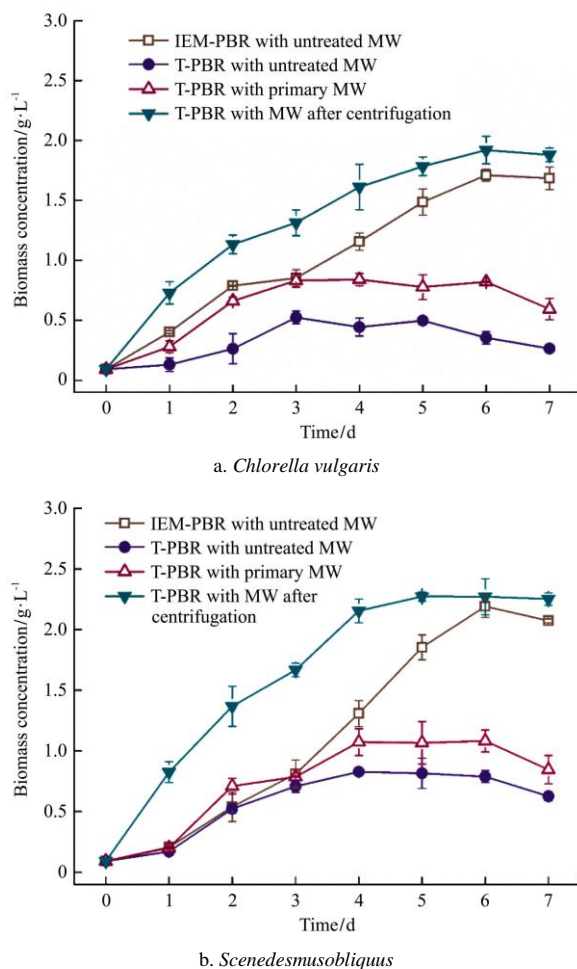 3.0
2.5
2.0
1.5
1.0
0.5
0
Biomass concentration/g·L-1
IEM-PBR with untreated MW
T-PBR with untreated MW
T-PBR with primary MW
T-PBR with MW after centrifugation
0 1 2 3 4 5 6 7
Time/d
a. Chlorella vulgaris
3.0
2.5
2.0
1.5
1.0
0.5
0
Biomass concentration/g·L-1
IEM-PBR with untreated MW
T-PBR with untreated MW
T-PBR with primary MW
T-PBR with MW after
centrifugation
0 1 2 3 4 5 6 7
Time/d
b. Scenedesmusobliquus